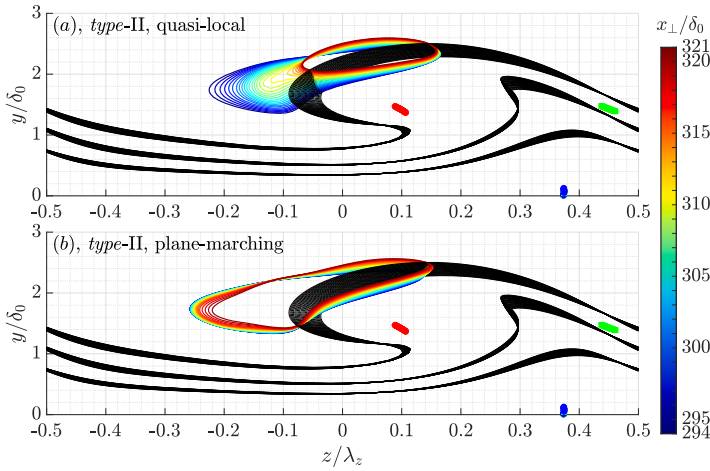 (a), type-II, quasi-local
x⊥/δ0
y/δ0
3
2
1
0
-0.5 -0.4 -0.3 -0.2 -0.1 0 0.1 0.2 0.3 0.4 0.5
(b), type-II, plane-marching
y/δ0
3
2
1
0
-0.5 -0.4 -0.3 -0.2 -0.1 0 0.1 0.2 0.3 0.4 0.5
z/λz
321
320
315
310
305
300
295
294